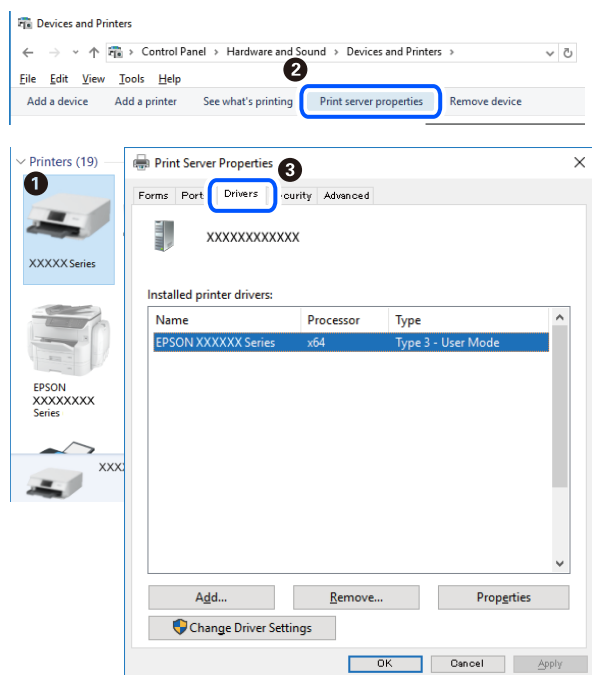 Devices and Printers
Control Panel > Hardware and Sound > Devices and Printers >
2
File Edit View Tools Help
Add a device Add a printer See what's printing Print server properties Remove device
Printers (19)
1
XXXXX Series
EPSON
XXXXXXXX
Series
XXX
Print Server Properties
3
Forms Port Drivers curity Advanced
XXXXXXXXXXXX
Installed printer drivers:
Name Processor Type
EPSON XXXXXX Series x64 Type 3 - User Mode
Add... Remove... Properties
Change Driver Settings
OK Cancel Apply